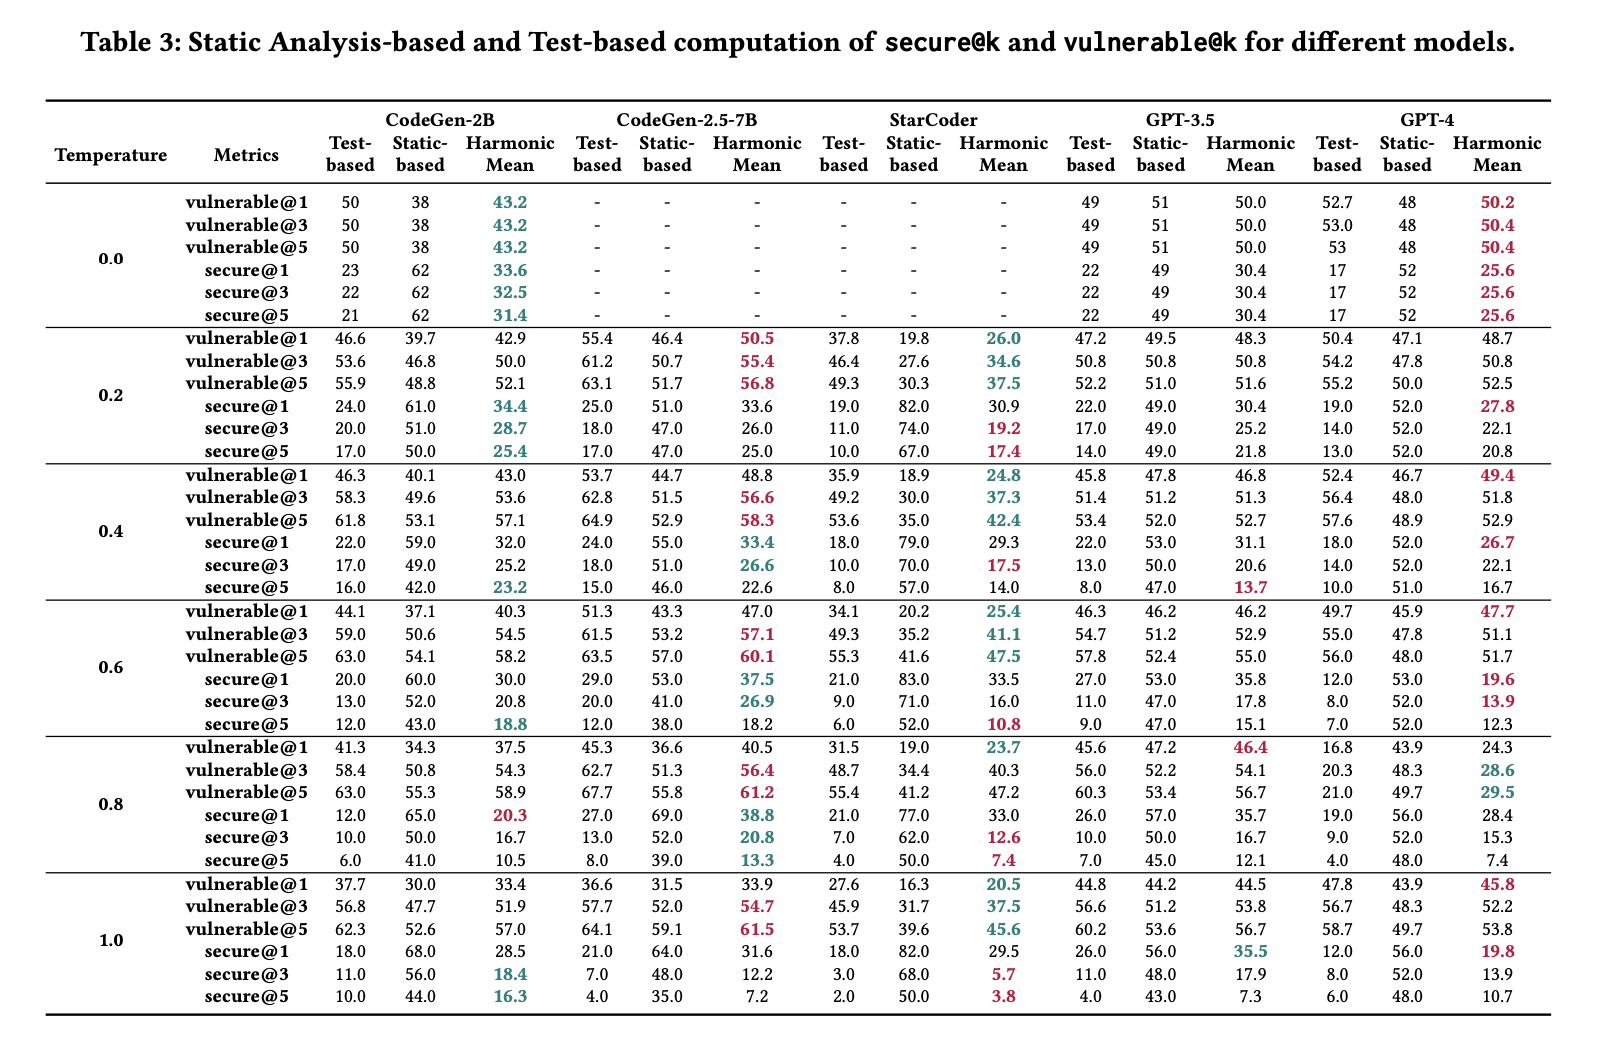 Table 3: Static Analysis-based and Test-based computation of secure@k and vulnerable@k for different models.
CodeGen-2B CodeGen-2.5-7B StarCoder GPT-3.5 GPT-4
Temperature Metrics Test-based Static-based Harmonic Mean Test-based Static-based Harmonic Mean Test-based Static-based Harmonic Mean Test-based Static-based Harmonic Mean Test-based Static-based Harmonic Mean
0.0
vulnerable@1 50 38 43.2 - - - - - - 49 51 50.0 52.7 48 50.2
vulnerable@3 50 38 43.2 - - - - - - 49 51 50.0 53.0 48 50.4
vulnerable@5 50 38 43.2 - - - - - - 49 51 50.0 53 48 50.4
secure@1 23 62 33.6 - - - - - - 22 49 30.4 17 52 25.6
secure@3 22 62 32.5 - - - - - - 22 49 30.4 17 52 25.6
secure@5 21 62 31.4 - - - - - - 22 49 30.4 17 52 25.6
0.2
vulnerable@1 46.6 39.7 42.9 55.4 46.4 50.5 37.8 19.8 26.0 47.2 49.5 48.3 50.4 47.1 48.7
vulnerable@3 53.6 46.8 50.0 61.2 50.7 55.4 46.4 27.6 34.6 50.8 50.8 50.8 54.2 47.8 50.8
vulnerable@5 55.9 48.8 52.1 63.1 51.7 56.8 49.3 30.3 37.5 52.2 51.0 51.6 55.2 50.0 52.5
secure@1 24.0 61.0 34.4 25.0 51.0 33.6 19.0 82.0 30.9 22.0 49.0 30.4 19.0 52.0 27.8
secure@3 20.0 51.0 28.7 18.0 47.0 26.0 11.0 74.0 19.2 17.0 49.0 25.2 14.0 52.0 22.1
secure@5 17.0 50.0 25.4 17.0 47.0 25.0 10.0 67.0 17.4 14.0 49.0 21.8 13.0 52.0 20.8
0.4
vulnerable@1 46.3 40.1 43.0 53.7 44.7 48.8 35.9 18.9 24.8 45.8 47.8 46.8 52.4 46.7 49.4
vulnerable@3 58.3 49.6 53.6 62.8 51.5 56.6 49.2 30.0 37.3 51.4 51.2 51.3 56.4 48.0 51.8
vulnerable@5 61.8 53.1 57.1 64.9 52.9 58.3 53.6 35.0 42.4 53.4 52.0 52.7 57.6 48.9 52.9
secure@1 22.0 59.0 32.0 24.0 55.0 33.4 18.0 79.0 29.3 22.0 53.0 31.1 18.0 52.0 26.7
secure@3 17.0 49.0 25.2 18.0 51.0 26.6 10.0 70.0 17.5 13.0 50.0 20.6 14.0 52.0 22.1
secure@5 16.0 42.0 23.2 15.0 46.0 22.6 8.0 57.0 14.0 8.0 47.0 13.7 10.0 51.0 16.7
0.6
vulnerable@1 44.1 37.1 40.3 51.3 43.3 47.0 34.1 20.2 25.4 46.3 46.2 46.2 49.7 45.9 47.7
vulnerable@3 59.0 50.6 54.5 61.5 53.2 57.1 49.3 35.2 41.1 54.7 51.2 52.9 55.0 47.8 51.1
vulnerable@5 63.0 54.1 58.2 63.5 57.0 60.1 55.3 41.6 47.5 57.8 52.4 55.0 56.0 48.0 51.7
secure@1 20.0 60.0 30.0 29.0 53.0 37.5 21.0 83.0 33.5 27.0 53.0 35.8 12.0 53.0 19.6
secure@3 13.0 52.0 20.8 20.0 41.0 26.9 9.0 71.0 16.0 11.0 47.0 17.8 8.0 52.0 13.9
secure@5 12.0 43.0 18.8 12.0 38.0 18.2 6.0 52.0 10.8 9.0 47.0 15.1 7.0 52.0 12.3
0.8
vulnerable@1 41.3 34.3 37.5 45.3 36.6 40.5 31.5 19.0 23.7 45.6 47.2 46.4 16.8 43.9 24.3
vulnerable@3 58.4 50.8 54.3 62.7 51.3 56.4 48.7 34.4 40.3 56.0 52.2 54.1 20.3 48.3 28.6
vulnerable@5 63.0 55.3 58.9 67.7 55.8 61.2 55.4 41.2 47.2 60.3 53.4 56.7 21.0 49.7 29.5
secure@1 12.0 65.0 20.3 27.0 69.0 38.8 21.0 77.0 33.0 26.0 57.0 35.7 19.0 56.0 28.4
secure@3 10.0 50.0 16.7 13.0 52.0 20.8 7.0 62.0 12.6 10.0 50.0 16.7 9.0 52.0 15.3
secure@5 6.0 41.0 10.5 8.0 39.0 13.3 4.0 50.0 7.4 7.0 45.0 12.1 4.0 48.0 7.4
1.0
vulnerable@1 37.7 30.0 33.4 36.6 31.5 33.9 27.6 16.3 20.5 44.8 44.2 44.5 47.8 43.9 45.8
vulnerable@3 56.8 47.7 51.9 57.7 52.0 54.7 45.9 31.7 37.5 56.6 51.2 53.8 56.7 48.3 52.2
vulnerable@5 62.3 52.6 57.0 64.1 59.1 61.5 53.7 39.6 45.6 60.2 53.6 56.7 58.7 49.7 53.8
secure@1 18.0 68.0 28.5 21.0 64.0 31.6 18.0 82.0 29.5 26.0 56.0 35.5 12.0 56.0 19.8
secure@3 11.0 56.0 18.4 7.0 48.0 12.2 3.0 68.0 5.7 11.0 48.0 17.9 8.0 52.0 13.9
secure@5 10.0 44.0 16.3 4.0 35.0 7.2 2.0 50.0 3.8 4.0 43.0 7.3 6.0 48.0 10.7